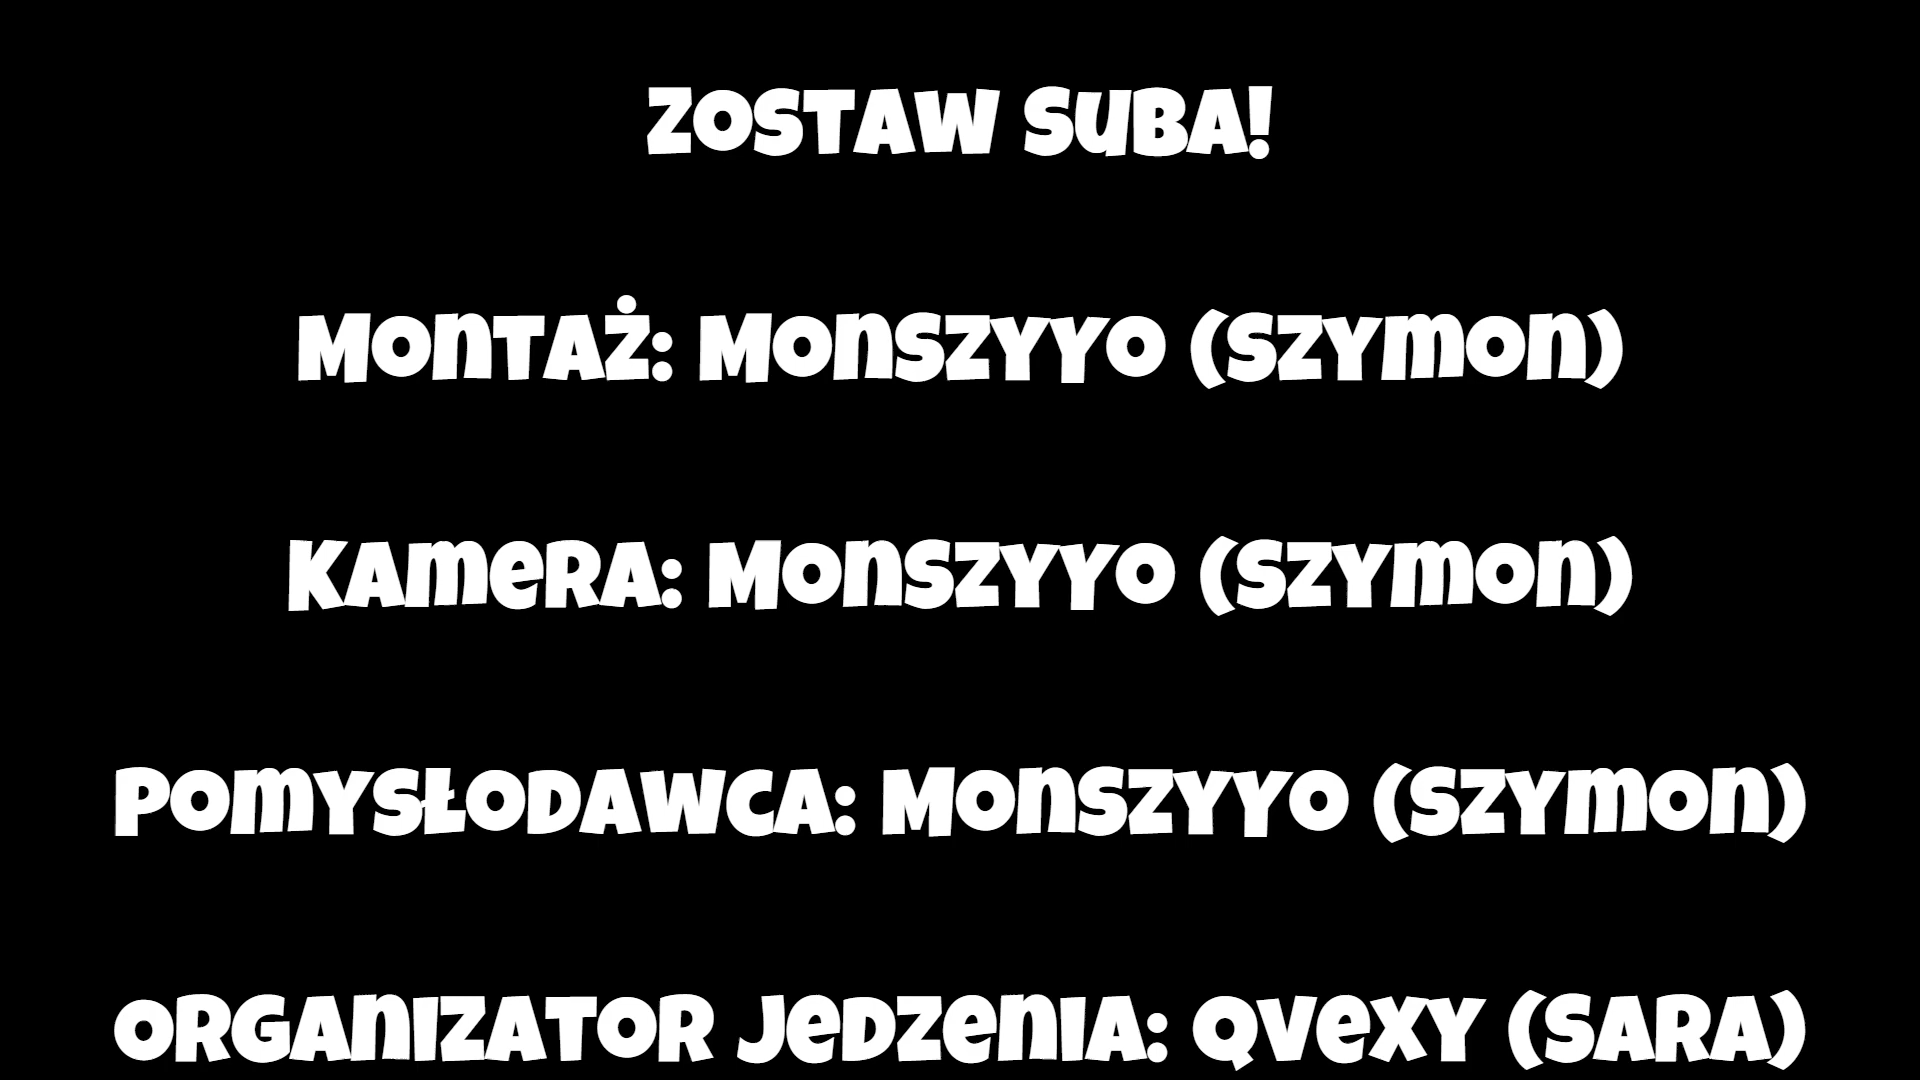 ZOSTAW SUBA!
MONTAŻ: MONSZYYO (SZYMON)
KAMERA: MONSZYYO (SZYMON)
POMYSŁODAWCA: MONSZYYO (SZYMON)
ORGANIZATOR JEDZENIA: QVEXY (SARA)